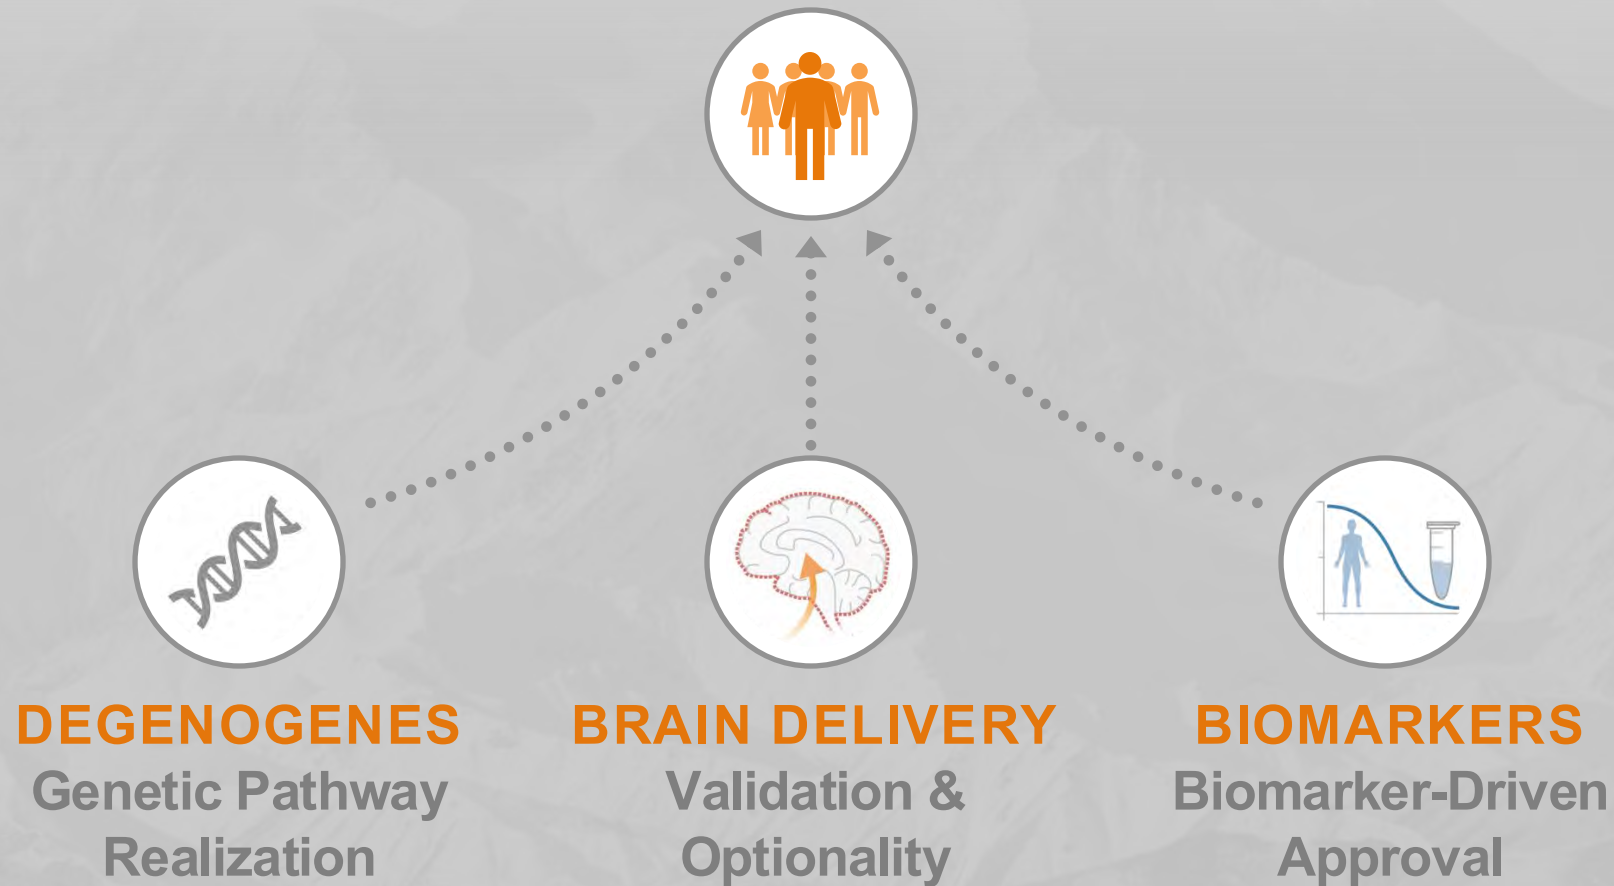 DEGENOGENES
Genetic Pathway
Realization
BRAIN DELIVERY
Validation &
Optionality
BIOMARKERS
Biomarker-Driven
Approval